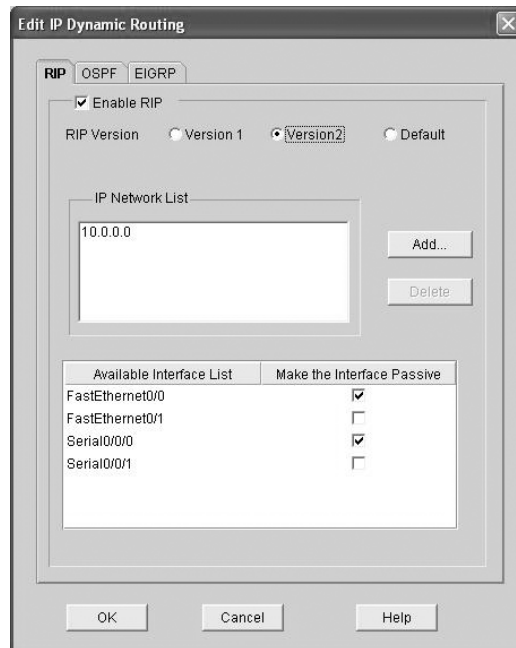 Edit IP Dynamic Routing
RIP OSPF EIGRP
Enable RIP
RIP Version Version 1 Version2 Default
IP Network List
10.0.0.0
Add...
Delete
Available Interface List Make the Interface Passive
FastEthernet0/0
FastEthernet0/1
Serial0/0/0
Serial0/0/1
OK Cancel Help